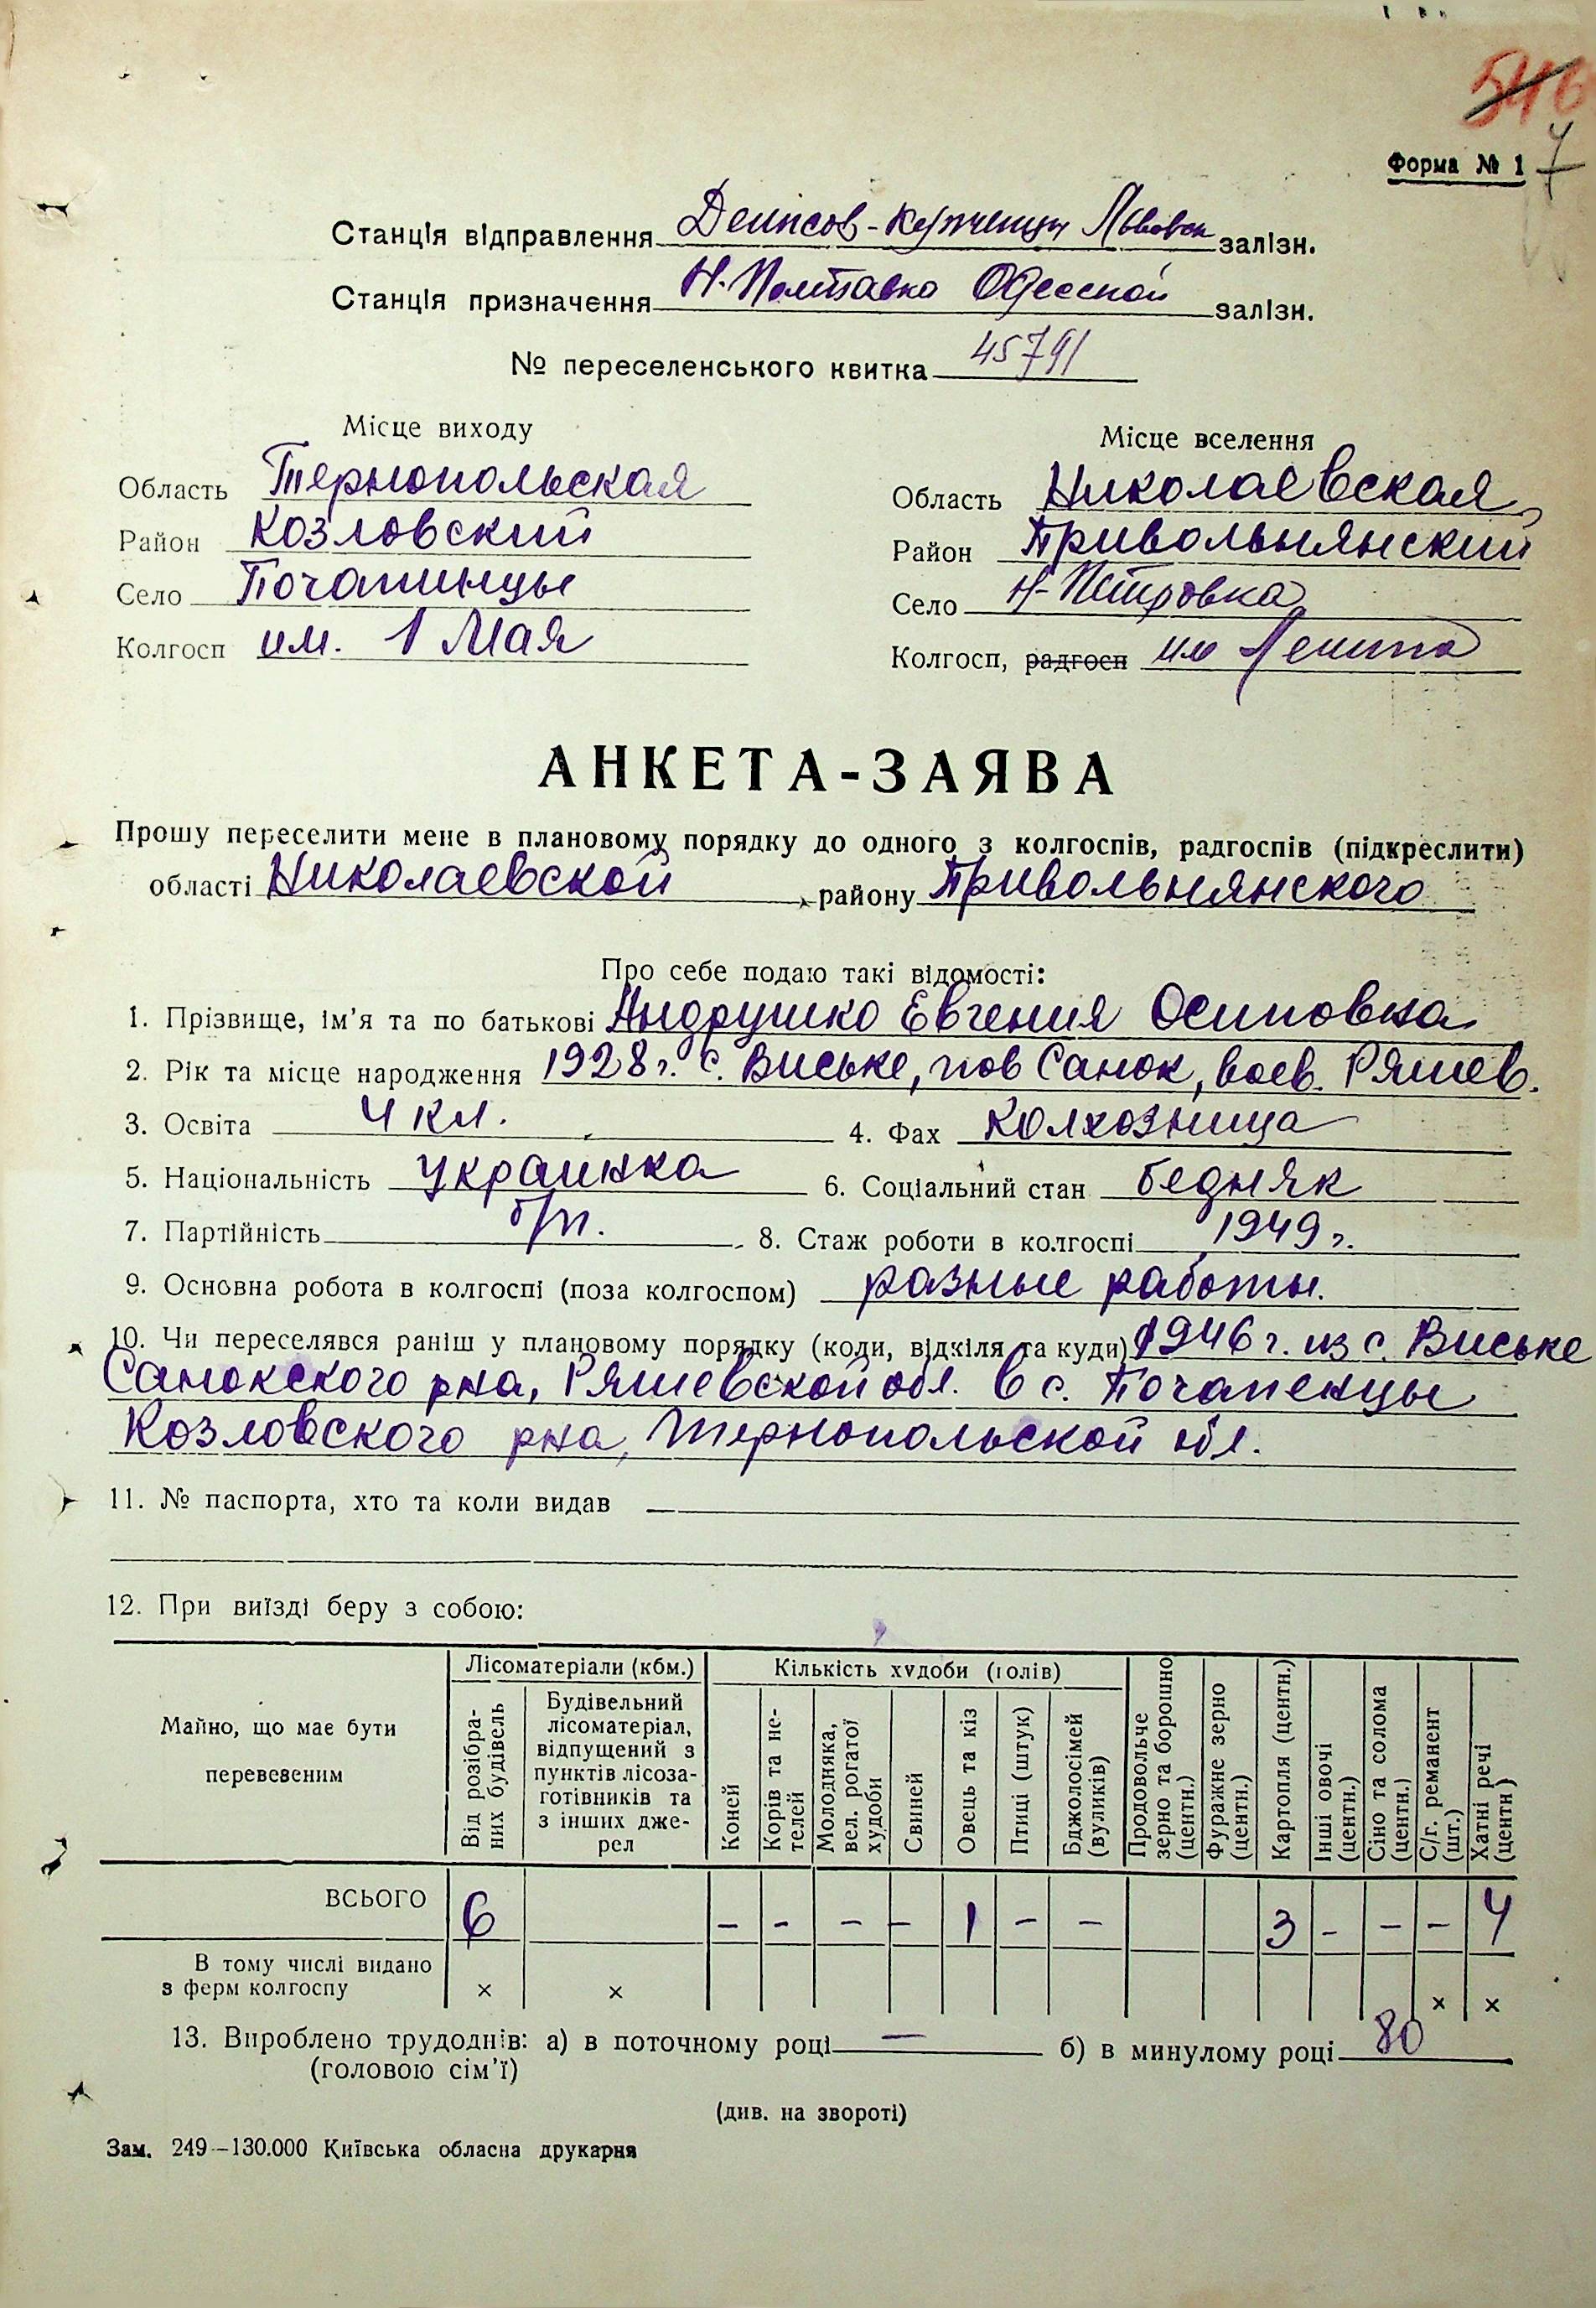 546
7
Форма № 1
Станція відправлення Денисов-Купченцы Львовск залізн.
Станція призначення Н. Полтавка Одесской залізн.
№ переселенського квитка 45791
Місце виходу
Місце вселення
Область Тернопольская
Область Николаевская
Район Козловский
Район Привольнянский
Село Почапинцы
Село Н-Петровка
Колгосп им. 1 Мая
Колгосп, радгосп им Ленина
АНКЕТА-ЗАЯВА
Прошу переселити мене в плановому порядку до одного з колгоспів, радгоспів (підкреслити)
області Николаевской району Привольнянского
Про себе подаю такі відомості:
1. Прізвище, ім'я та по батькові Андрушко Евгения Осиповна
2. Рік та місце народження 1928 г. с. Виське, пов Санок, воев. Ряшев.
3. Освіта 4 кл. 4. Фах колхозница
5. Національність украинка 6. Соціальний стан бедняк
7. Партійність б/п. 8. Стаж роботи в колгоспі 1949 г.
9. Основна робота в колгоспі (поза колгоспом) разные работы.
10. Чи переселявся раніш у плановому порядку (коли, відкіля та куди) 1946 г. из с. Виське
Санокского рна, Ряшевской обл. в с. Почапенцы
Козловского рна, Тернопольской обл.
11. № паспорта, хто та коли видав —
12. При виїзді беру з собою:
Майно, що має бути перевезеним
Лісоматеріали (кбм.)
Від розібраних будівель
Будівельний лісоматеріал, відпущений з пунктів лісозаготівників та з інших джерел
Кількість худоби (голів)
Коней
Корів та нетелей
Молодняка, вел. рогатої худоби
Свиней
Овець та кіз
Птиці (штук)
Бджолосімей (вуликів)
Продовольче зерно та борошно (центн.)
Фуражне зерно (центн.)
Картопля (центн.)
Інші овочі (центн.)
Сіно та солома (центн.)
С/г. реманент (шт.)
Хатні речі (центн)
ВСЬОГО 6 – – – – 1 – – 3 – – – 4
В тому числі видано
з ферм колгоспу × × × ×
13. Вироблено трудоднів: а) в поточному році — б) в минулому році 80
(головою сім'ї)
(див. на звороті)
Зам. 249–130.000 Київська обласна друкарня